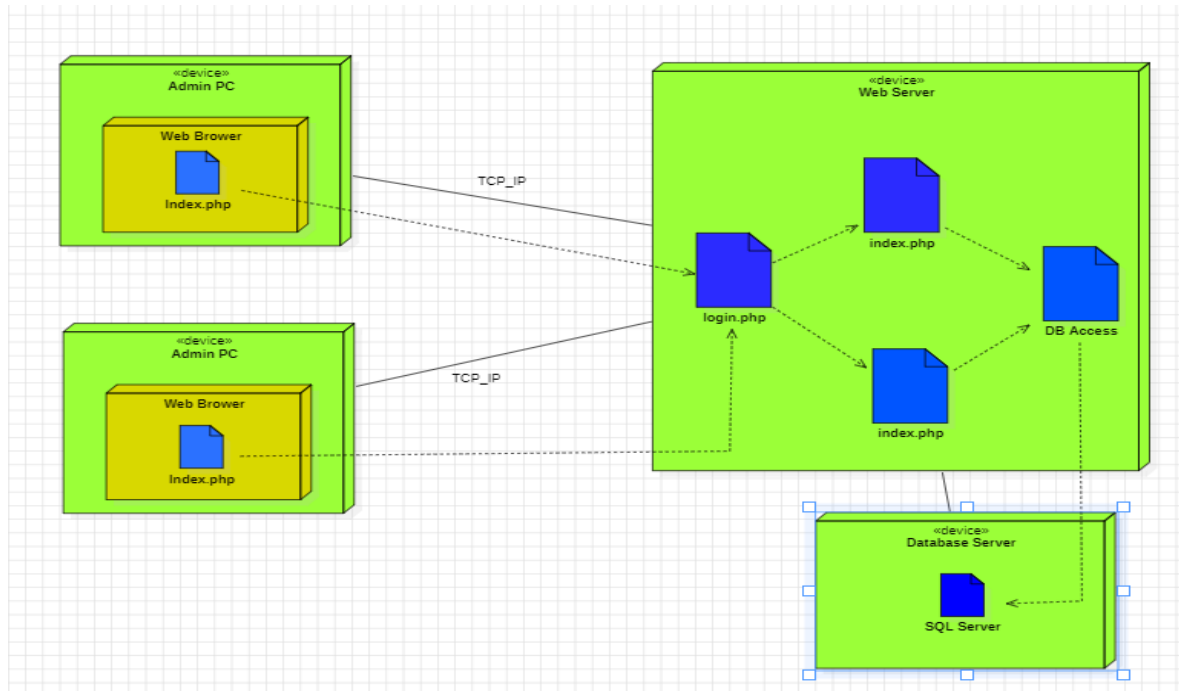 «device»
Admin PC
Web Brower
Index.php
TCP_IP
«device»
Web Server
index.php
login.php
DB Access
index.php
«device»
Admin PC
Web Brower
Index.php
TCP_IP
«device»
Database Server
SQL Server